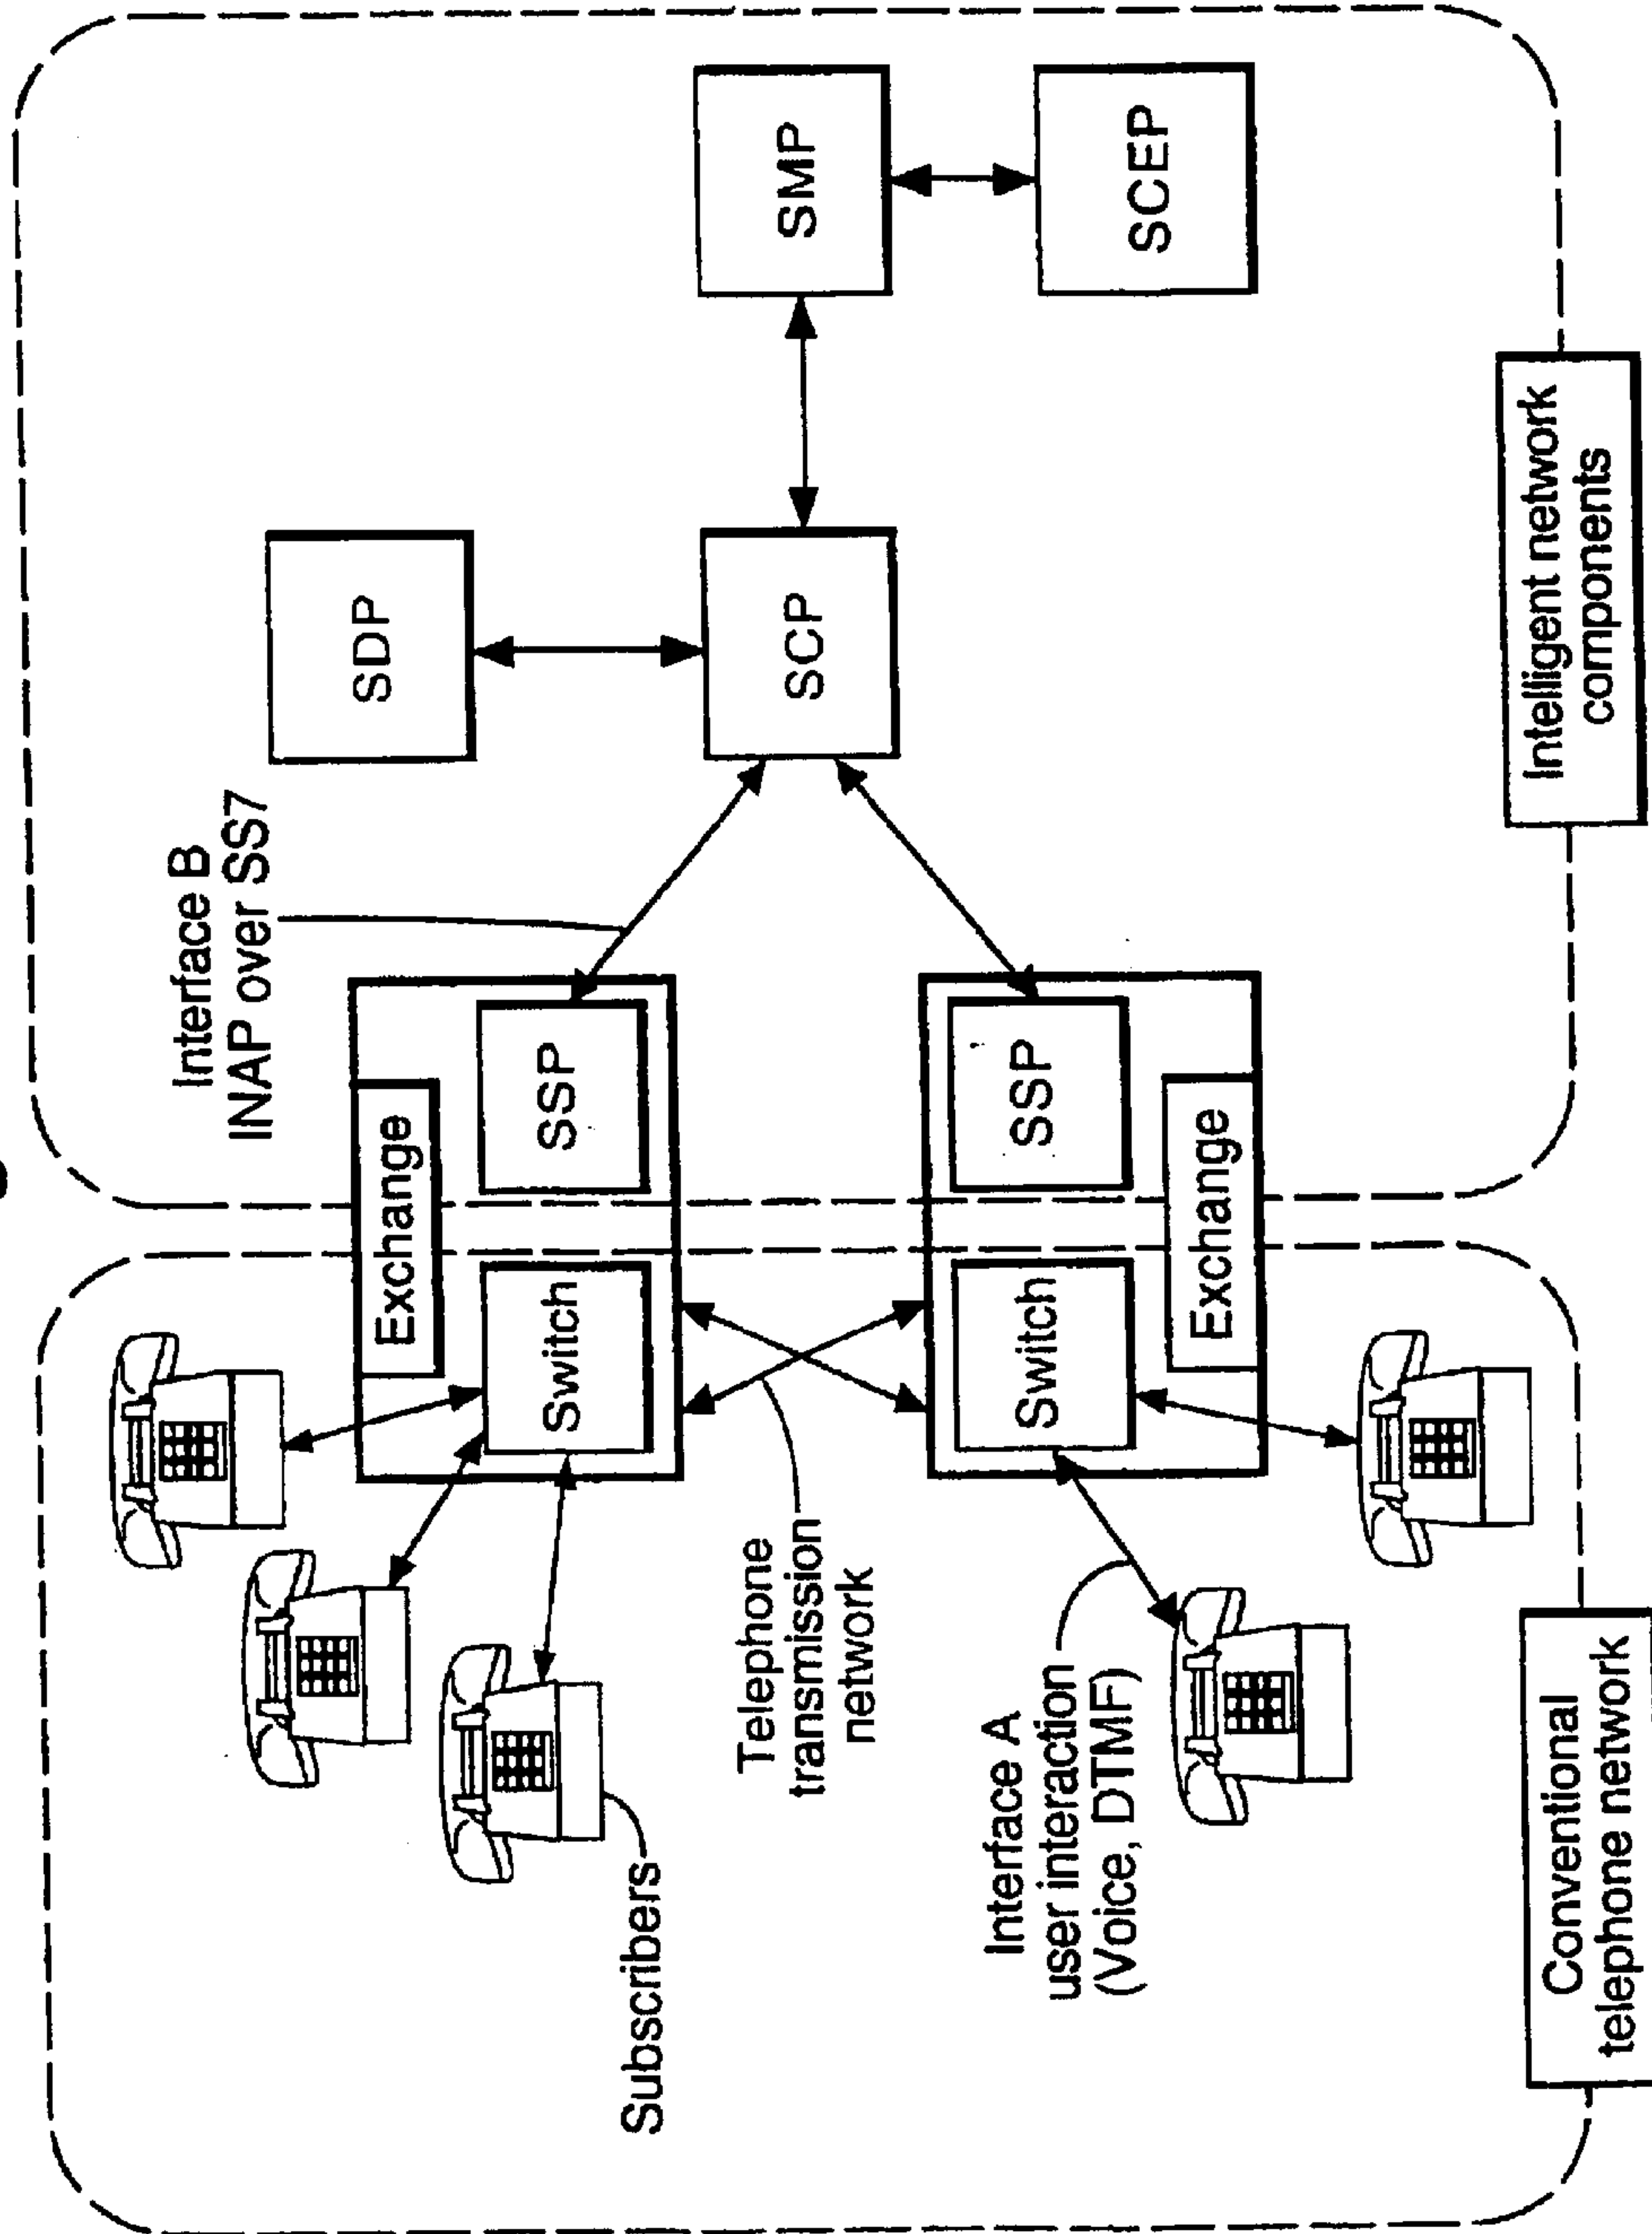 Conventional
telephone network
Subscribers
Telephone
transmission
network
Interface A
user interaction
(Voice, DTMF)
Exchange
Switch
SSP
Switch
SSP
Exchange
Interface B
INAP over SS7
SDP
SCP
SMP
SCEP
Intelligent network
components